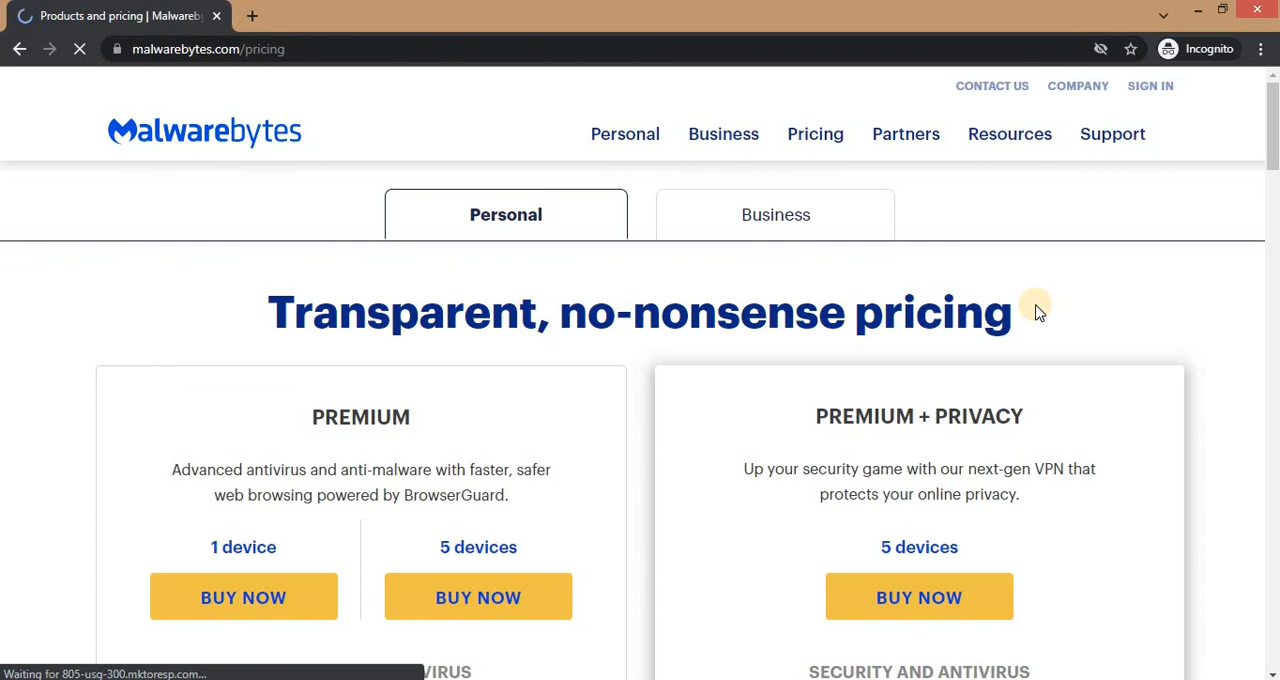 Products and pricing | Malwareb
malwarebytes.com/pricing
Incognito
CONTACT US COMPANY SIGN IN
Malwarebytes
Personal Business Pricing Partners Resources Support
Personal Business
Transparent, no-nonsense pricing
PREMIUM
Advanced antivirus and anti-malware with faster, safer
web browsing powered by BrowserGuard.
1 device 5 devices
BUY NOW BUY NOW
PREMIUM + PRIVACY
Up your security game with our next-gen VPN that
protects your online privacy.
5 devices
BUY NOW
VIRUS
SECURITY AND ANTIVIRUS
Waiting for 805-usg-300.mktoresp.com...